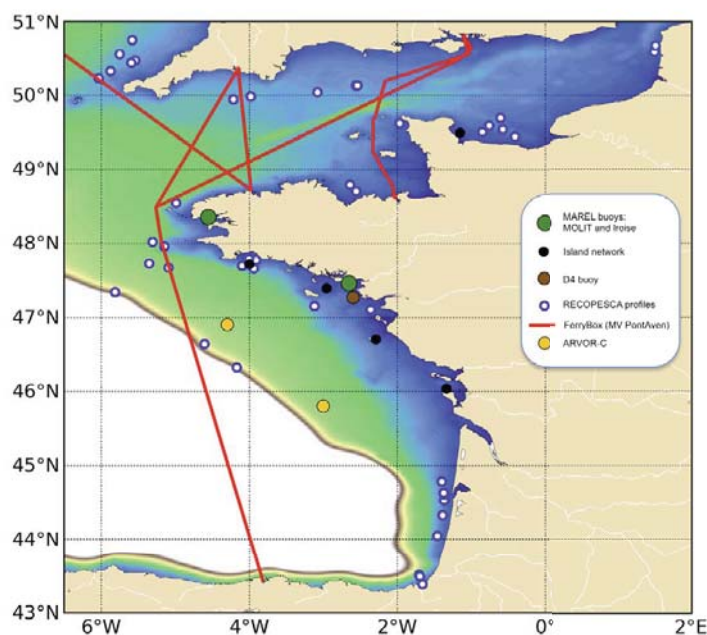 51°N
50°N
49°N
48°N
47°N
46°N
45°N
44°N
43°N
MAREL buoys:
MOLIT and Iroise
Island network
D4 buoy
RECOPESCA profiles
FerryBox (MV PontAven)
ARVOR-C
6°W
4°W
2°W
0°
2°E